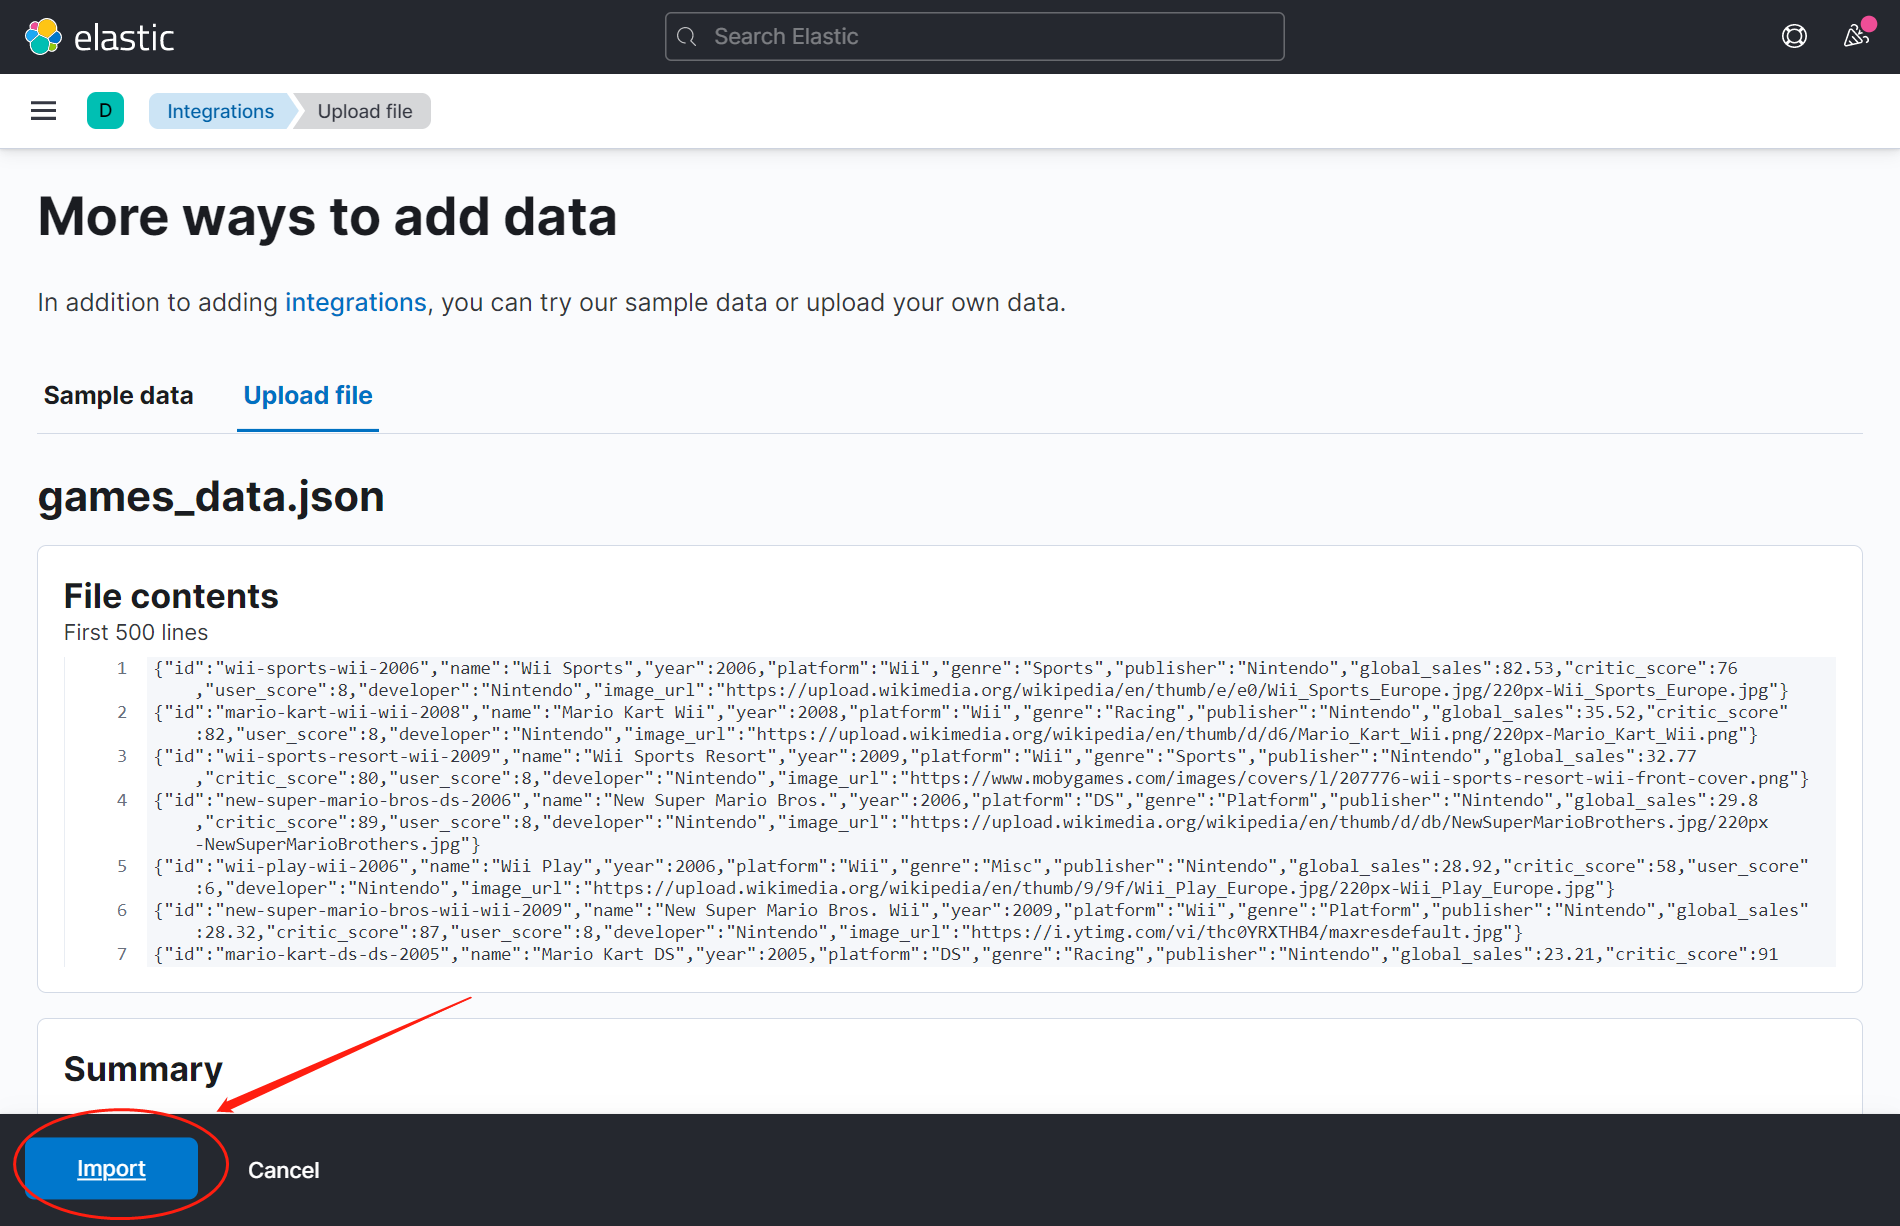 elastic
Search Elastic
D
Integrations
Upload file
More ways to add data
In addition to adding integrations, you can try our sample data or upload your own data.
Sample data
Upload file
games_data.json
File contents
First 500 lines
1 {"id":"wii-sports-wii-2006","name":"Wii Sports","year":2006,"platform":"Wii","genre":"Sports","publisher":"Nintendo","global_sales":82.53,"critic_score":76
,"user_score":8,"developer":"Nintendo","image_url":"https://upload.wikimedia.org/wikipedia/en/thumb/e/e0/Wii_Sports_Europe.jpg/220px-Wii_Sports_Europe.jpg"}
2 {"id":"mario-kart-wii-wii-2008","name":"Mario Kart Wii","year":2008,"platform":"Wii","genre":"Racing","publisher":"Nintendo","global_sales":35.52,"critic_score"
:82,"user_score":8,"developer":"Nintendo","image_url":"https://upload.wikimedia.org/wikipedia/en/thumb/d/d6/Mario_Kart_Wii.png/220px-Mario_Kart_Wii.png"}
3 {"id":"wii-sports-resort-wii-2009","name":"Wii Sports Resort","year":2009,"platform":"Wii","genre":"Sports","publisher":"Nintendo","global_sales":32.77
,"critic_score":80,"user_score":8,"developer":"Nintendo","image_url":"https://www.mobygames.com/images/covers/l/207776-wii-sports-resort-wii-front-cover.png"}
4 {"id":"new-super-mario-bros-ds-2006","name":"New Super Mario Bros.","year":2006,"platform":"DS","genre":"Platform","publisher":"Nintendo","global_sales":29.8
,"critic_score":89,"user_score":8,"developer":"Nintendo","image_url":"https://upload.wikimedia.org/wikipedia/en/thumb/d/db/NewSuperMarioBrothers.jpg/220px
-NewSuperMarioBrothers.jpg"}
5 {"id":"wii-play-wii-2006","name":"Wii Play","year":2006,"platform":"Wii","genre":"Misc","publisher":"Nintendo","global_sales":28.92,"critic_score":58,"user_score"
:6,"developer":"Nintendo","image_url":"https://upload.wikimedia.org/wikipedia/en/thumb/9/9f/Wii_Play_Europe.jpg/220px-Wii_Play_Europe.jpg"}
6 {"id":"new-super-mario-bros-wii-wii-2009","name":"New Super Mario Bros. Wii","year":2009,"platform":"Wii","genre":"Platform","publisher":"Nintendo","global_sales"
:28.32,"critic_score":87,"user_score":8,"developer":"Nintendo","image_url":"https://i.ytimg.com/vi/thc0YRXTHB4/maxresdefault.jpg"}
7 {"id":"mario-kart-ds-ds-2005","name":"Mario Kart DS","year":2005,"platform":"DS","genre":"Racing","publisher":"Nintendo","global_sales":23.21,"critic_score":91
Summary
Import
Cancel